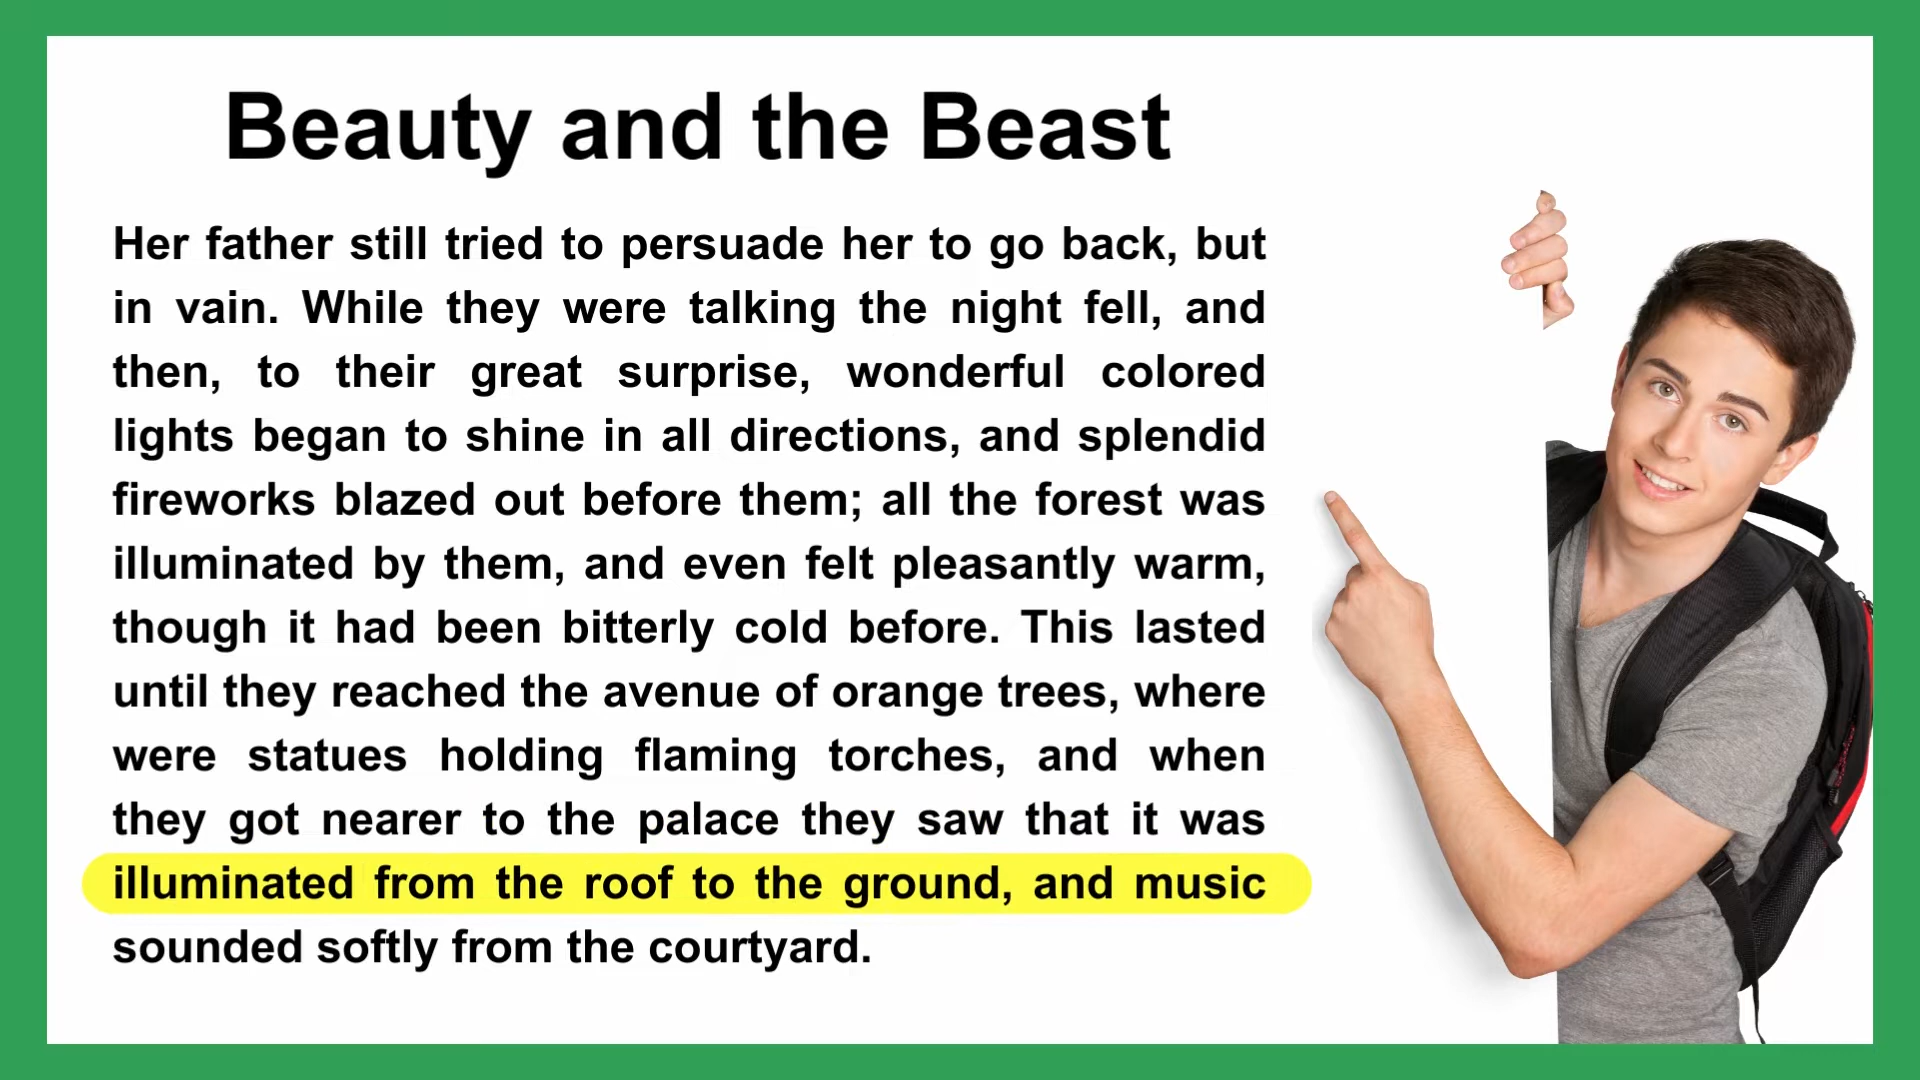 Beauty and the Beast
Her father still tried to persuade her to go back, but
in vain. While they were talking the night fell, and
then, to their great surprise, wonderful colored
lights began to shine in all directions, and splendid
fireworks blazed out before them; all the forest was
illuminated by them, and even felt pleasantly warm,
though it had been bitterly cold before. This lasted
until they reached the avenue of orange trees, where
were statues holding flaming torches, and when
they got nearer to the palace they saw that it was
illuminated from the roof to the ground, and music
sounded softly from the courtyard.